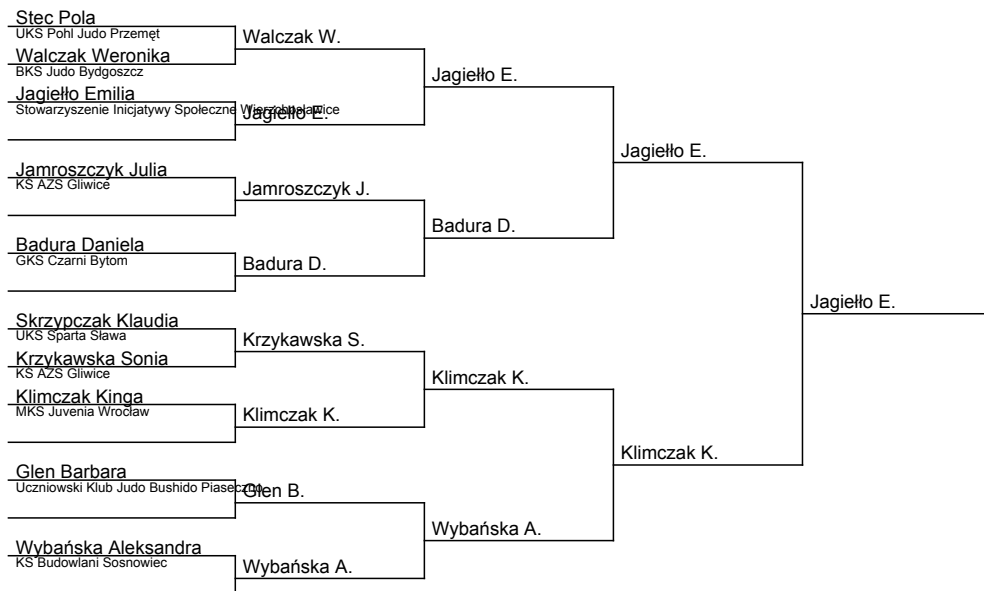 Stec Pola
UKS Pohl Judo Przemęt
Walczak W.
Walczak Weronika
BKS Judo Bydgoszcz
Jagiełło E.
Jagiełło Emilia
Stowarzyszenie Inicjatywy Społeczne Wierzchosławice
Jagiełło E.
Jagiełło E.
Jamroszczyk Julia
KS AZS Gliwice
Jamroszczyk J.
Badura D.
Badura Daniela
GKS Czarni Bytom
Badura D.
Jagiełło E.
Skrzypczak Klaudia
UKS Sparta Sława
Krzykawska S.
Krzykawska Sonia
KS AZS Gliwice
Klimczak K.
Klimczak Kinga
MKS Juvenia Wrocław
Klimczak K.
Klimczak K.
Glen Barbara
Uczniowski Klub Judo Bushido Piaseczno
Glen B.
Wybańska A.
Wybańska Aleksandra
KS Budowlani Sosnowiec
Wybańska A.